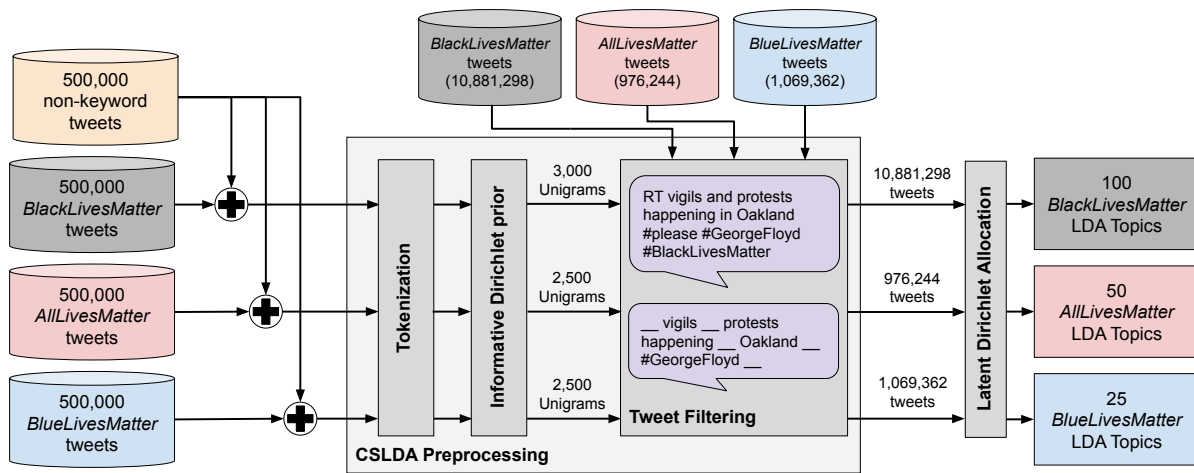 BlackLivesMatter
tweets
(10,881,298)
AllLivesMatter
tweets
(976,244)
BlueLivesMatter
tweets
(1,069,362)
500,000
non-keyword
tweets
500,000
BlackLivesMatter
tweets
500,000
AllLivesMatter
tweets
500,000
BlueLivesMatter
tweets
Tokenization
Informative Dirichlet prior
3,000
Unigrams
2,500
Unigrams
2,500
Unigrams
RT vigils and protests
happening in Oakland
#please #GeorgeFloyd
#BlackLivesMatter
__ vigils __ protests
happening __ Oakland __
#GeorgeFloyd __
Tweet Filtering
CSLDA Preprocessing
10,881,298
tweets
976,244
tweets
1,069,362
tweets
Latent Dirichlet Allocation
100
BlackLivesMatter
LDA Topics
50
AllLivesMatter
LDA Topics
25
BlueLivesMatter
LDA Topics